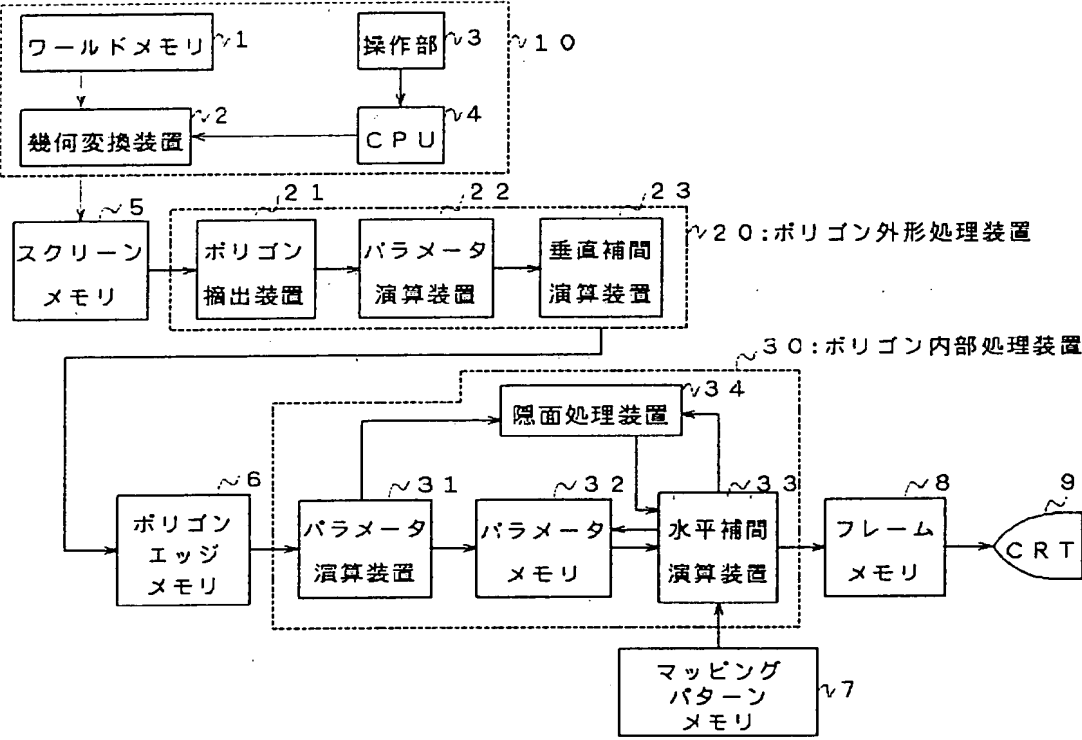 ワールドメモリ
1
操作部
3
10
幾何変換装置
2
CPU
4
5
スクリーン
メモリ
21
22
23
ポリゴン
摘出装置
パラメータ
演算装置
垂直補間
演算装置
20:ポリゴン外形処理装置
30:ポリゴン内部処理装置
34
隠面処理装置
6
ポリゴン
エッジ
メモリ
31
パラメータ
演算装置
32
パラメータ
メモリ
33
水平補間
演算装置
8
フレーム
メモリ
9
CRT
マッピング
パターン
メモリ
7